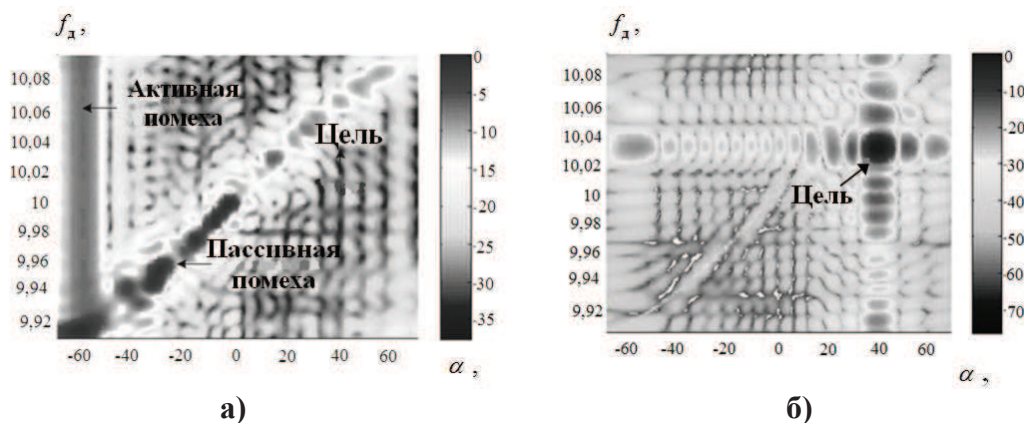 f_д,
10,08
10,06
10,04
10,02
10
9,98
9,96
9,94
9,92
Активная
помеха
Цель
Пассивная
помеха
-60 -40 -20 0 20 40 60
α ,
0
-5
-10
-15
-20
-25
-30
-35
а)
f_д,
10,08
10,06
10,04
10,02
10
9,98
9,96
9,94
9,92
Цель
-60 -40 -20 0 20 40 60
α ,
0
-10
-20
-30
-40
-50
-60
-70
б)